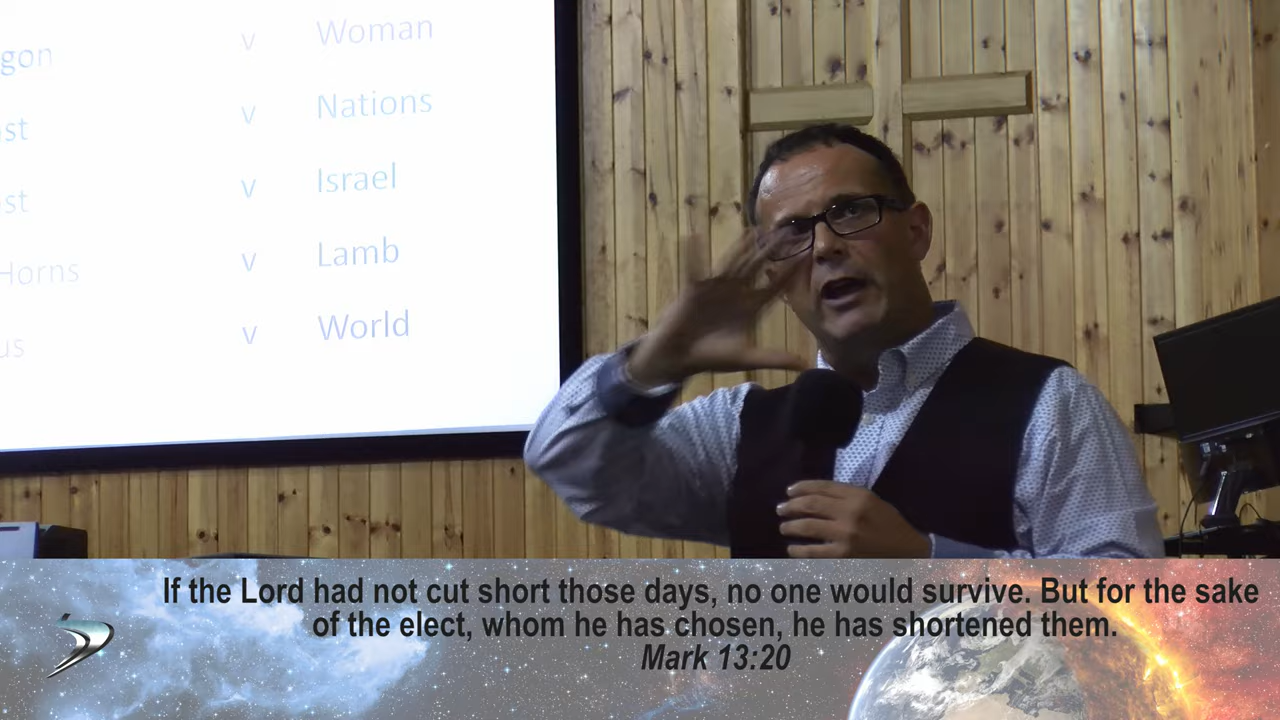 gon v Woman
st v Nations
st v Israel
Horns v Lamb
us v World
If the Lord had not cut short those days, no one would survive. But for the sake
of the elect, whom he has chosen, he has shortened them.
Mark 13:20